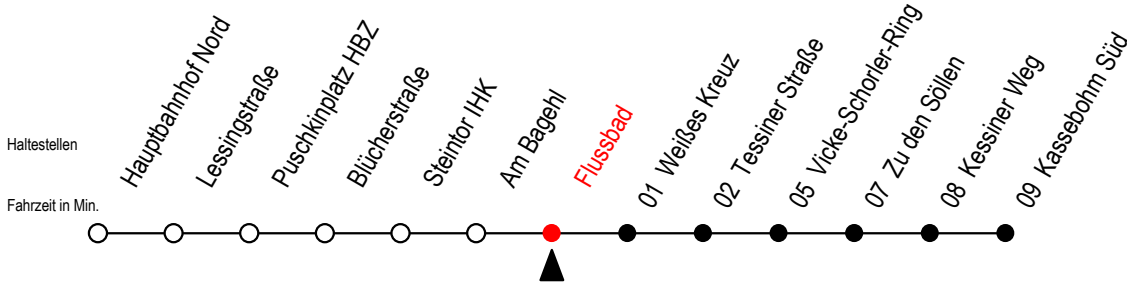 Haltestellen
Fahrzeit in Min.
Hauptbahnhof Nord
Lessingstraße
Puschkinplatz HBZ
Blücherstraße
Steintor IHK
Am Bagehl
Flussbad
01 Weißes Kreuz
02 Tessiner Straße
05 Vicke-Schorler-Ring
07 Zu den Söllen
08 Kessiner Weg
09 Kassebohm Süd